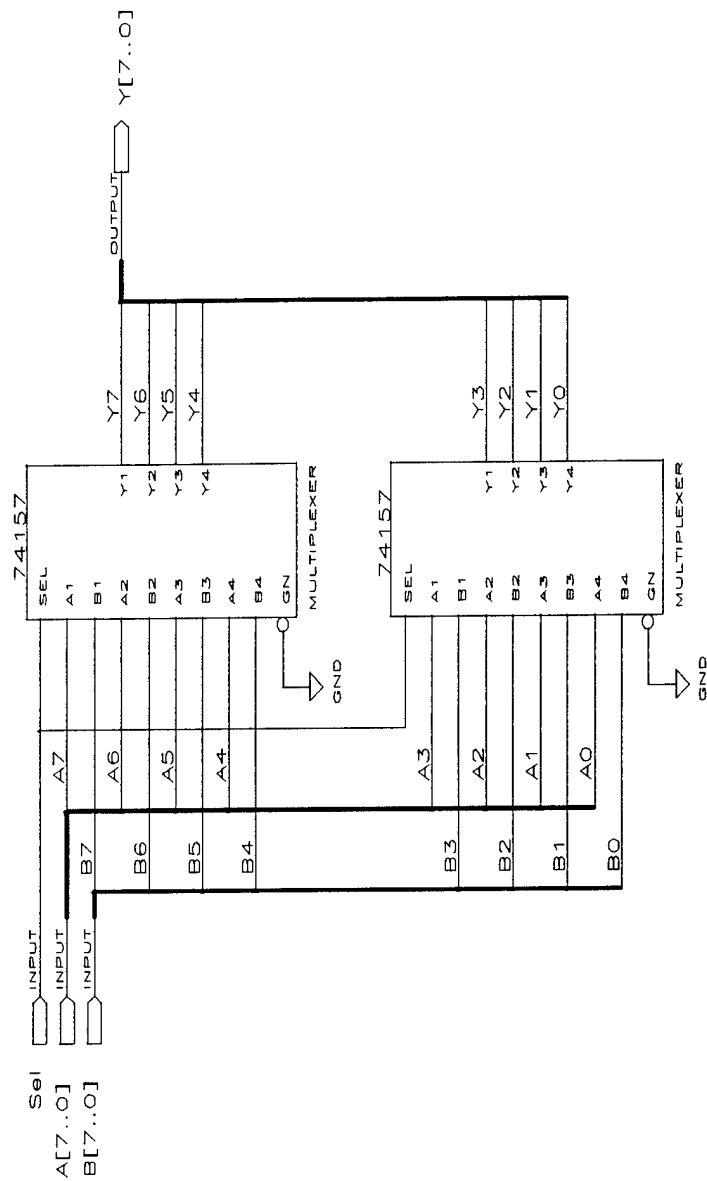 Sel
A[7..0]
B[7..0]
INPUT
INPUT
INPUT
A7
B7
A6
B6
A5
B5
A4
B4
74157
SEL
A1
B1
A2
B2
A3
B3
A4
B4
GN
Y1
Y2
Y3
Y4
MULTIPLEXER
GND
Y7
Y6
Y5
Y4
OUTPUT
Y[7..0]
A3
B3
A2
B2
A1
B1
A0
B0
74157
SEL
A1
B1
A2
B2
A3
B3
A4
B4
GN
Y1
Y2
Y3
Y4
MULTIPLEXER
GND
Y3
Y2
Y1
Y0